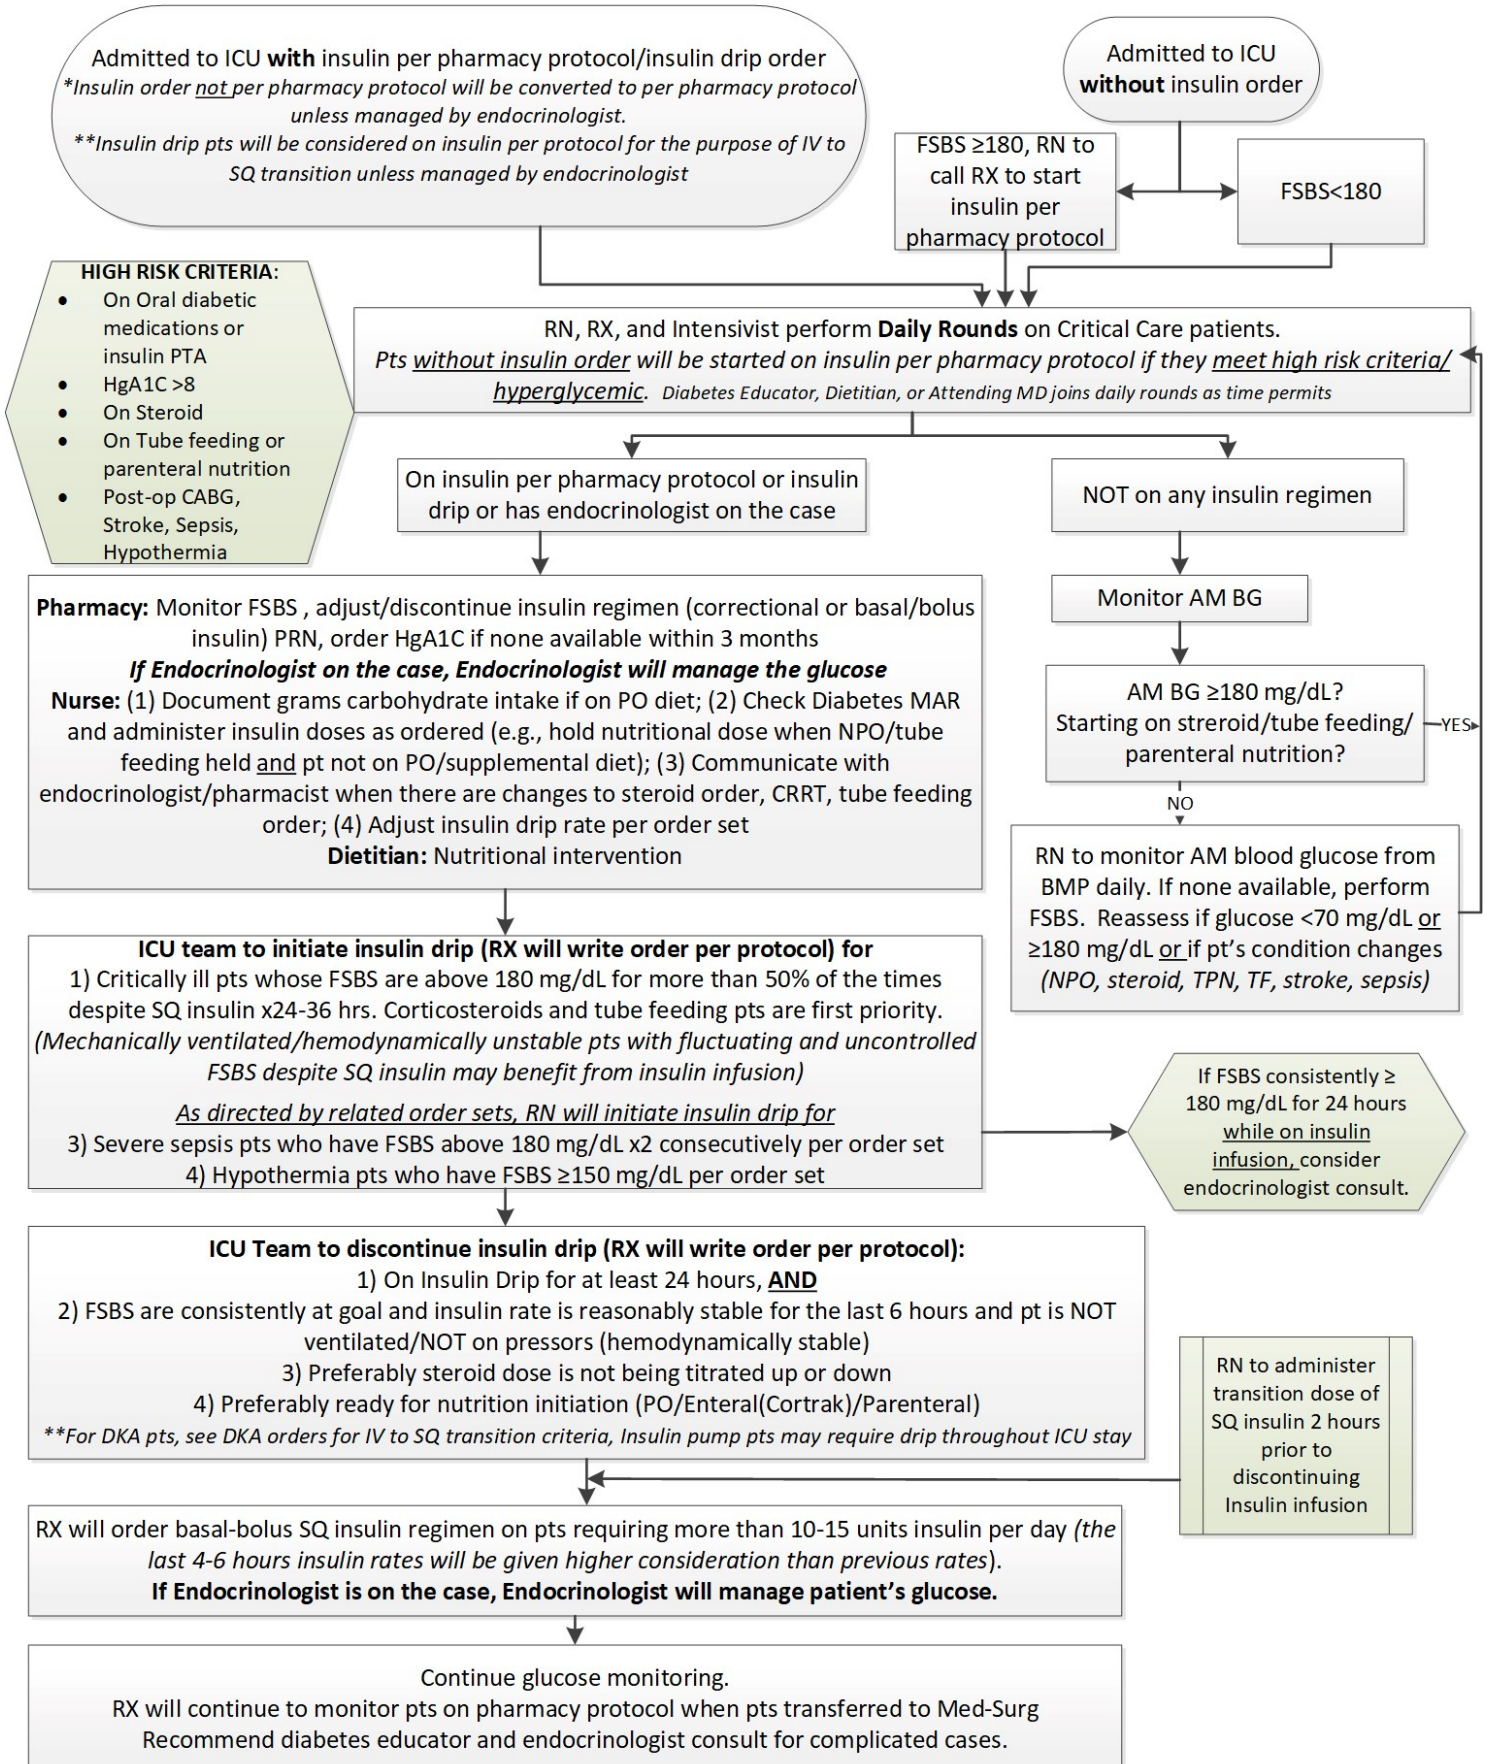 Admitted to ICU with insulin per pharmacy protocol/insulin drip order
*Insulin order not per pharmacy protocol will be converted to per pharmacy protocol
unless managed by endocrinologist.
**Insulin drip pts will be considered on insulin per protocol for the purpose of IV to
SQ transition unless managed by endocrinologist
Admitted to ICU
without insulin order
FSBS ≥180, RN to
call RX to start
insulin per
pharmacy protocol
FSBS<180
HIGH RISK CRITERIA:
• On Oral diabetic
medications or
insulin PTA
• HgA1C >8
• On Steroid
• On Tube feeding or
parenteral nutrition
• Post-op CABG,
Stroke, Sepsis,
Hypothermia
RN, RX, and Intensivist perform Daily Rounds on Critical Care patients.
Pts without insulin order will be started on insulin per pharmacy protocol if they meet high risk criteria/
hyperglycemic. Diabetes Educator, Dietitian, or Attending MD joins daily rounds as time permits
On insulin per pharmacy protocol or insulin
drip or has endocrinologist on the case
NOT on any insulin regimen
Pharmacy: Monitor FSBS , adjust/discontinue insulin regimen (correctional or basal/bolus
insulin) PRN, order HgA1C if none available within 3 months
If Endocrinologist on the case, Endocrinologist will manage the glucose
Nurse: (1) Document grams carbohydrate intake if on PO diet; (2) Check Diabetes MAR
and administer insulin doses as ordered (e.g., hold nutritional dose when NPO/tube
feeding held and pt not on PO/supplemental diet); (3) Communicate with
endocrinologist/pharmacist when there are changes to steroid order, CRRT, tube feeding
order; (4) Adjust insulin drip rate per order set
Dietitian: Nutritional intervention
Monitor AM BG
AM BG ≥180 mg/dL?
Starting on streroid/tube feeding/
parenteral nutrition?
YES
NO
RN to monitor AM blood glucose from
BMP daily. If none available, perform
FSBS. Reassess if glucose <70 mg/dL or
≥180 mg/dL or if pt's condition changes
(NPO, steroid, TPN, TF, stroke, sepsis)
ICU team to initiate insulin drip (RX will write order per protocol) for
1) Critically ill pts whose FSBS are above 180 mg/dL for more than 50% of the times
despite SQ insulin x24-36 hrs. Corticosteroids and tube feeding pts are first priority.
(Mechanically ventilated/hemodynamically unstable pts with fluctuating and uncontrolled
FSBS despite SQ insulin may benefit from insulin infusion)
As directed by related order sets, RN will initiate insulin drip for
3) Severe sepsis pts who have FSBS above 180 mg/dL x2 consecutively per order set
4) Hypothermia pts who have FSBS ≥150 mg/dL per order set
If FSBS consistently ≥
180 mg/dL for 24 hours
while on insulin
infusion, consider
endocrinologist consult.
ICU Team to discontinue insulin drip (RX will write order per protocol):
1) On Insulin Drip for at least 24 hours, AND
2) FSBS are consistently at goal and insulin rate is reasonably stable for the last 6 hours and pt is NOT
ventilated/NOT on pressors (hemodynamically stable)
3) Preferably steroid dose is not being titrated up or down
4) Preferably ready for nutrition initiation (PO/Enteral(Cortrak)/Parenteral)
**For DKA pts, see DKA orders for IV to SQ transition criteria, Insulin pump pts may require drip throughout ICU stay
RN to administer
transition dose of
SQ insulin 2 hours
prior to
discontinuing
Insulin infusion
RX will order basal-bolus SQ insulin regimen on pts requiring more than 10-15 units insulin per day (the
last 4-6 hours insulin rates will be given higher consideration than previous rates).
If Endocrinologist is on the case, Endocrinologist will manage patient's glucose.
Continue glucose monitoring.
RX will continue to monitor pts on pharmacy protocol when pts transferred to Med-Surg
Recommend diabetes educator and endocrinologist consult for complicated cases.